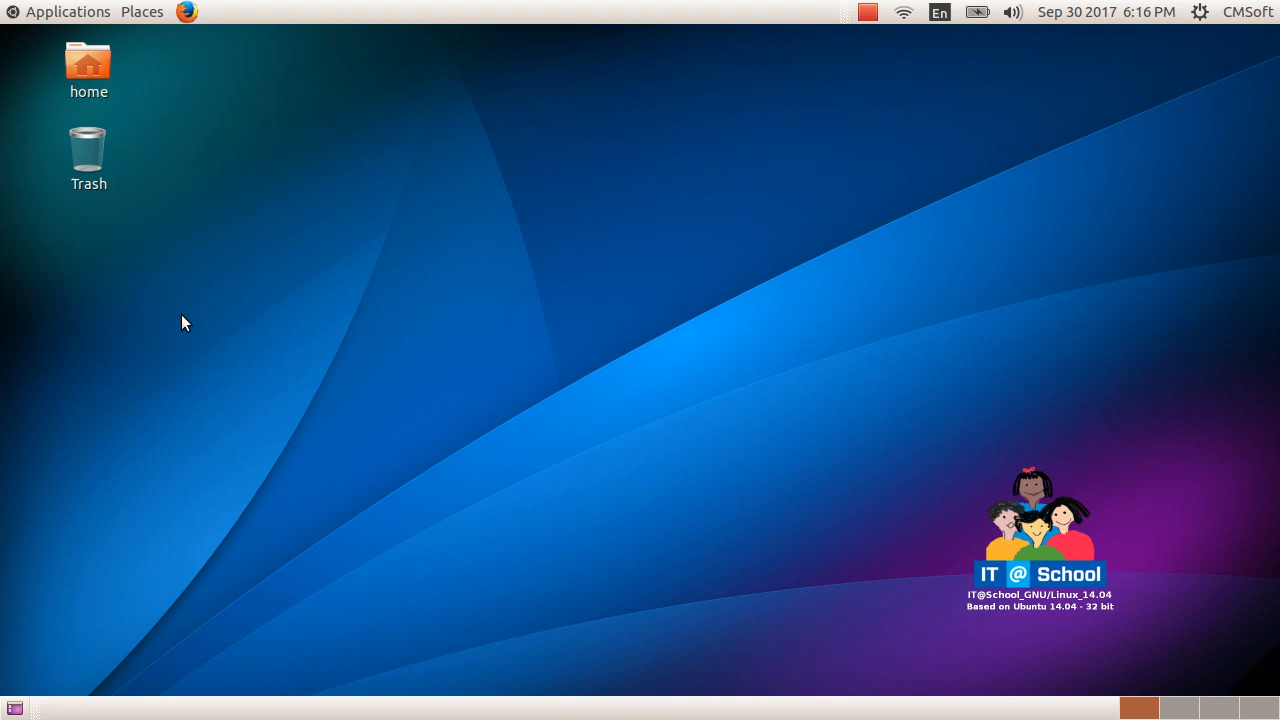 Applications Places En Sep 30 2017 6:16 PM CMSoft
home
Trash
IT @ School
IT@School_GNU/Linux_14.04
Based on Ubuntu 14.04 - 32 bit